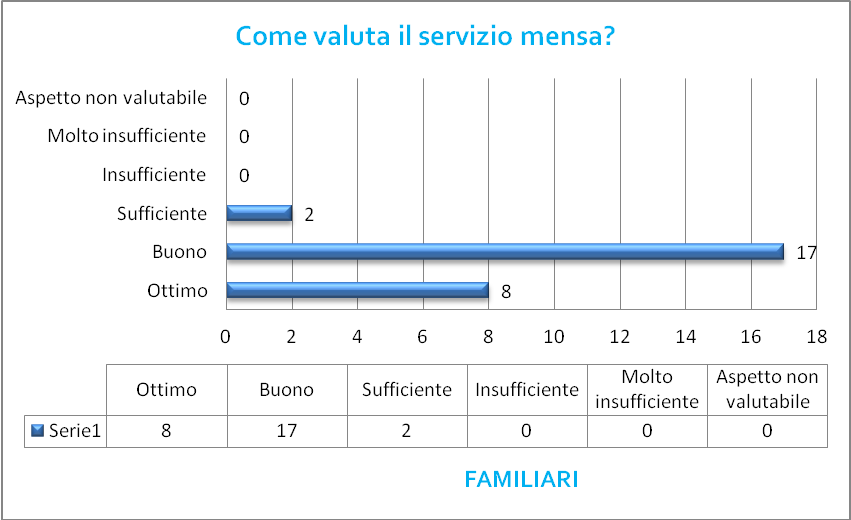 Come valuta il servizio mensa?
Aspetto non valutabile 0
Molto insufficiente 0
Insufficiente 0
Sufficiente 2
Buono 17
Ottimo 8
0 2 4 6 8 10 12 14 16 18
Ottimo Buono Sufficiente Insufficiente Molto insufficiente Aspetto non valutabile
Serie1 8 17 2 0 0 0
FAMILIARI